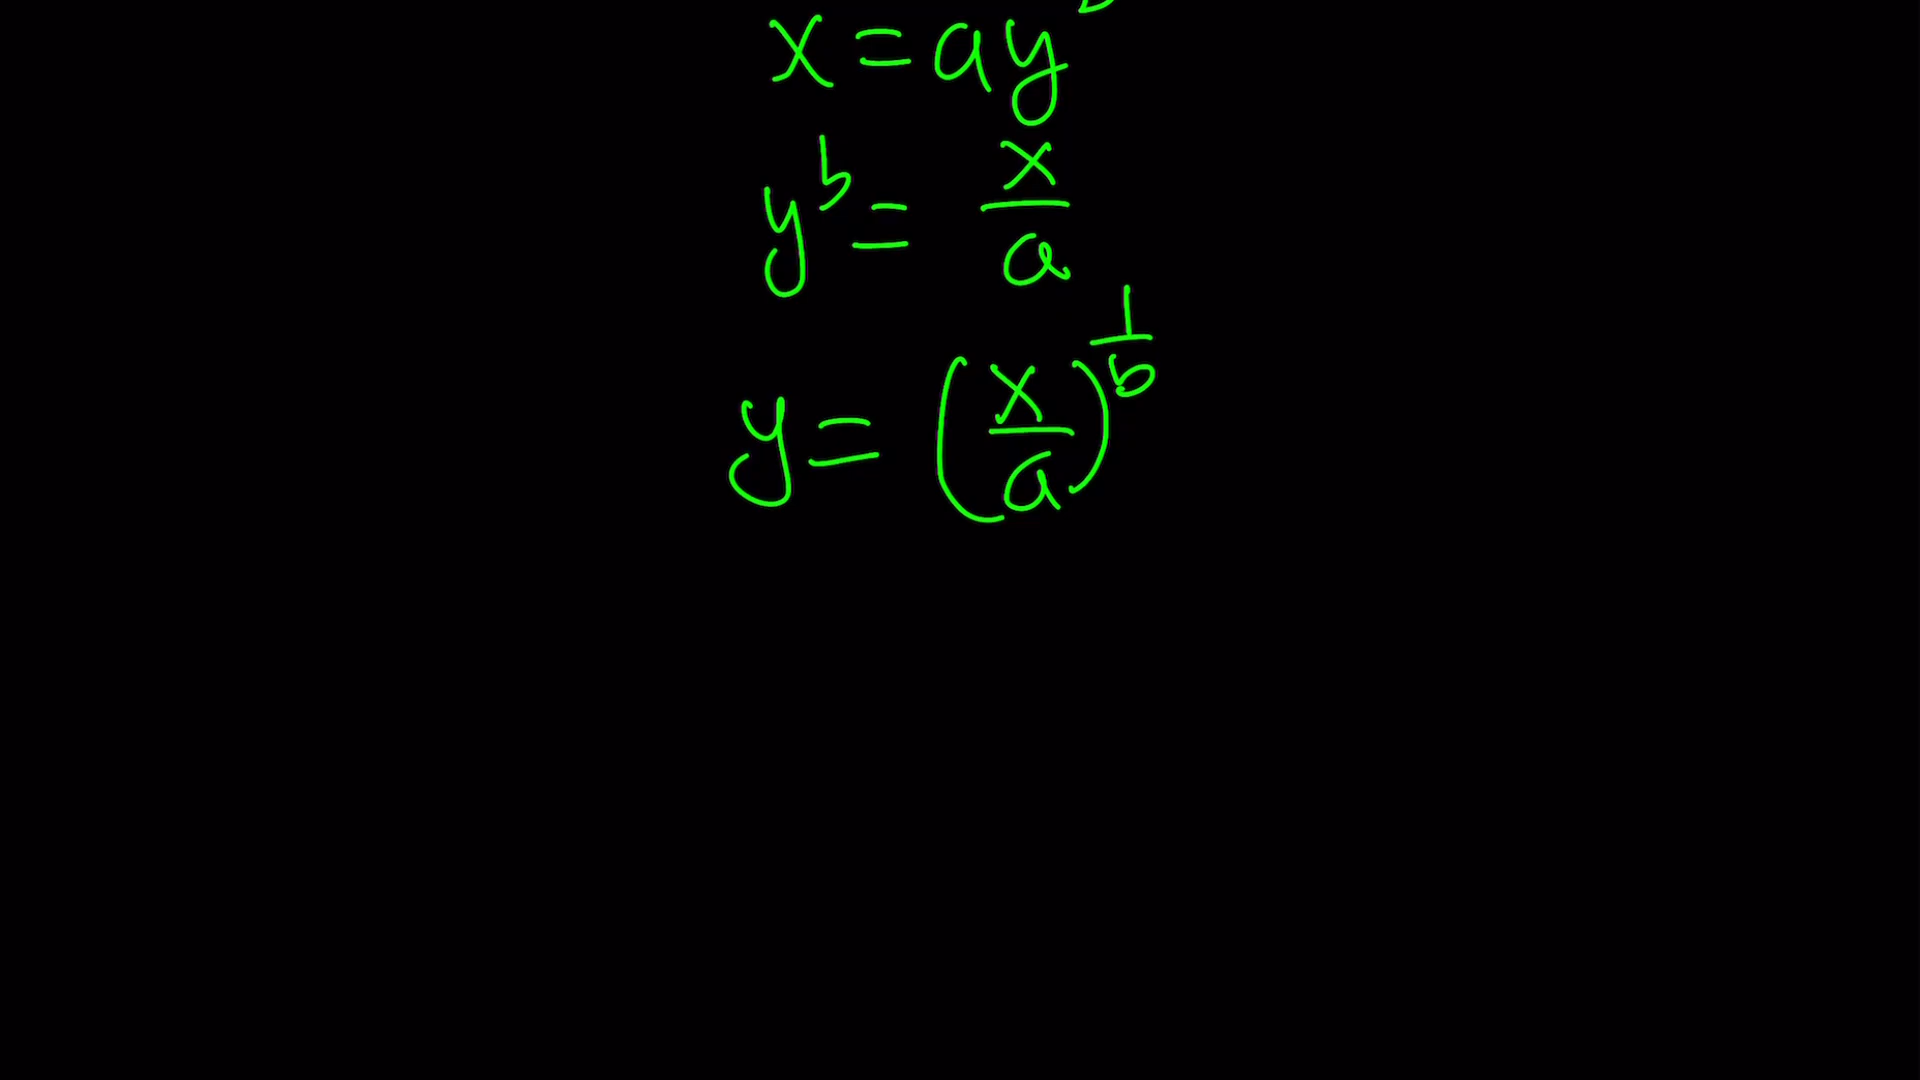 x = ay^b
y^b = x/a
y = (x/a)^(1/b)